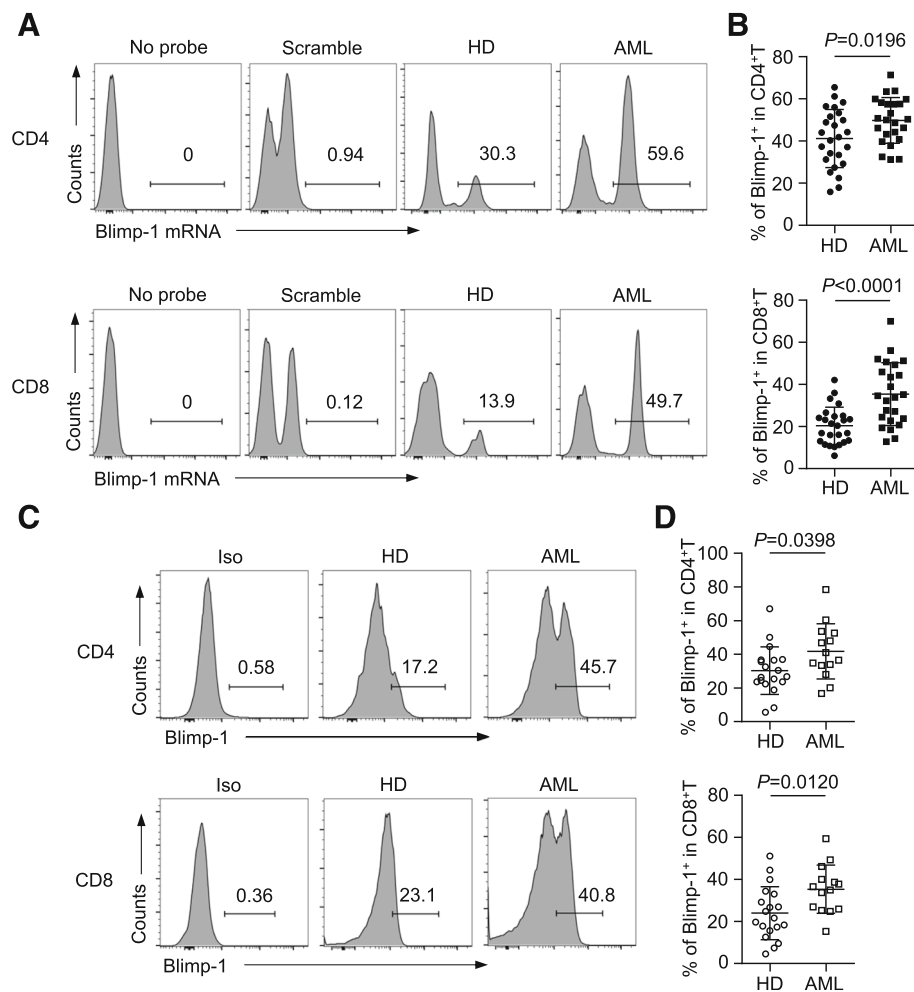 A
No probe
Scramble
HD
AML
CD4
Counts
0
0.94
30.3
59.6
Blimp-1 mRNA
No probe
Scramble
HD
AML
CD8
Counts
0
0.12
13.9
49.7
Blimp-1 mRNA
B
P=0.0196
% of Blimp-1⁺ in CD4⁺T
80
60
40
20
0
HD
AML
P<0.0001
% of Blimp-1⁺ in CD8⁺T
80
60
40
20
0
HD
AML
C
Iso
HD
AML
CD4
Counts
0.58
17.2
45.7
Blimp-1
Iso
HD
AML
CD8
Counts
0.36
23.1
40.8
Blimp-1
D
P=0.0398
% of Blimp-1⁺ in CD4⁺T
100
80
60
40
20
0
HD
AML
P=0.0120
% of Blimp-1⁺ in CD8⁺T
80
60
40
20
0
HD
AML